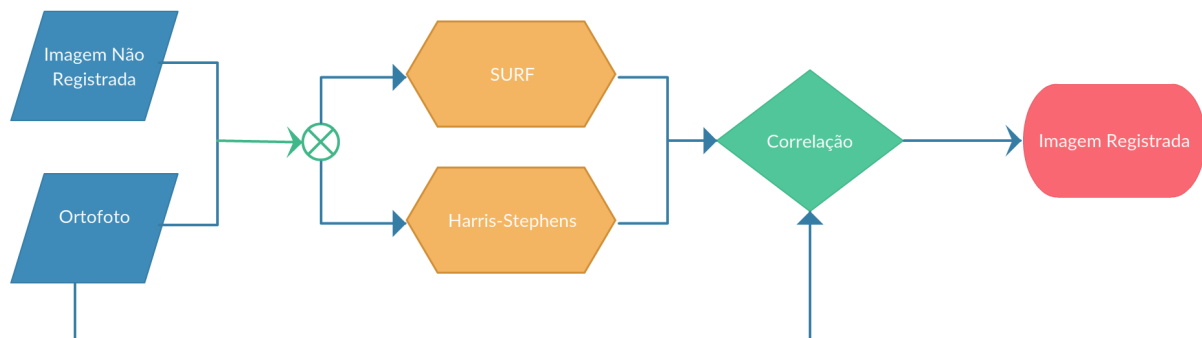 Imagem Não
Registrada
Ortofoto
SURF
Harris-Stephens
Correlação
Imagem Registrada